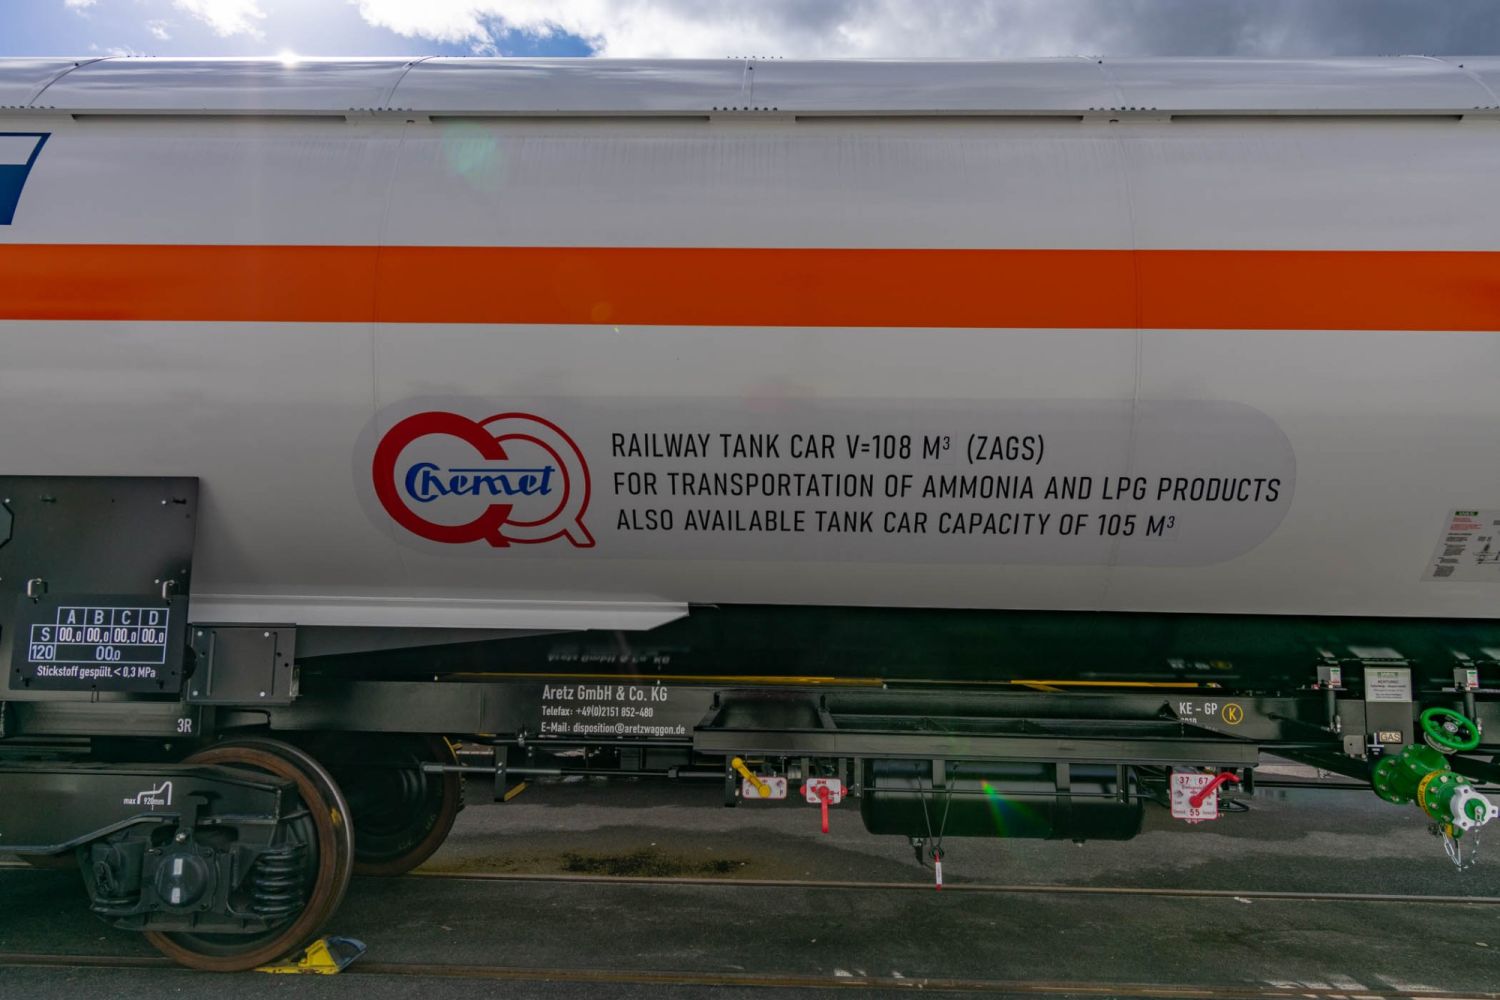 Chemet
RAILWAY TANK CAR V=108 M³ (ZAGS)
FOR TRANSPORTATION OF AMMONIA AND LPG PRODUCTS
ALSO AVAILABLE TANK CAR CAPACITY OF 105 M³
A B C D
S 00,0 00,0 00,0 00,0
120 00,0
Stickstoff gespült, < 0,3 MPa
3R
max 920mm
Aretz GmbH & Co. KG
Telefax: +49(0)2151 852-480
E-Mail: disposition@aretzwaggon.de
KE - GP K
GAS
37 67
55